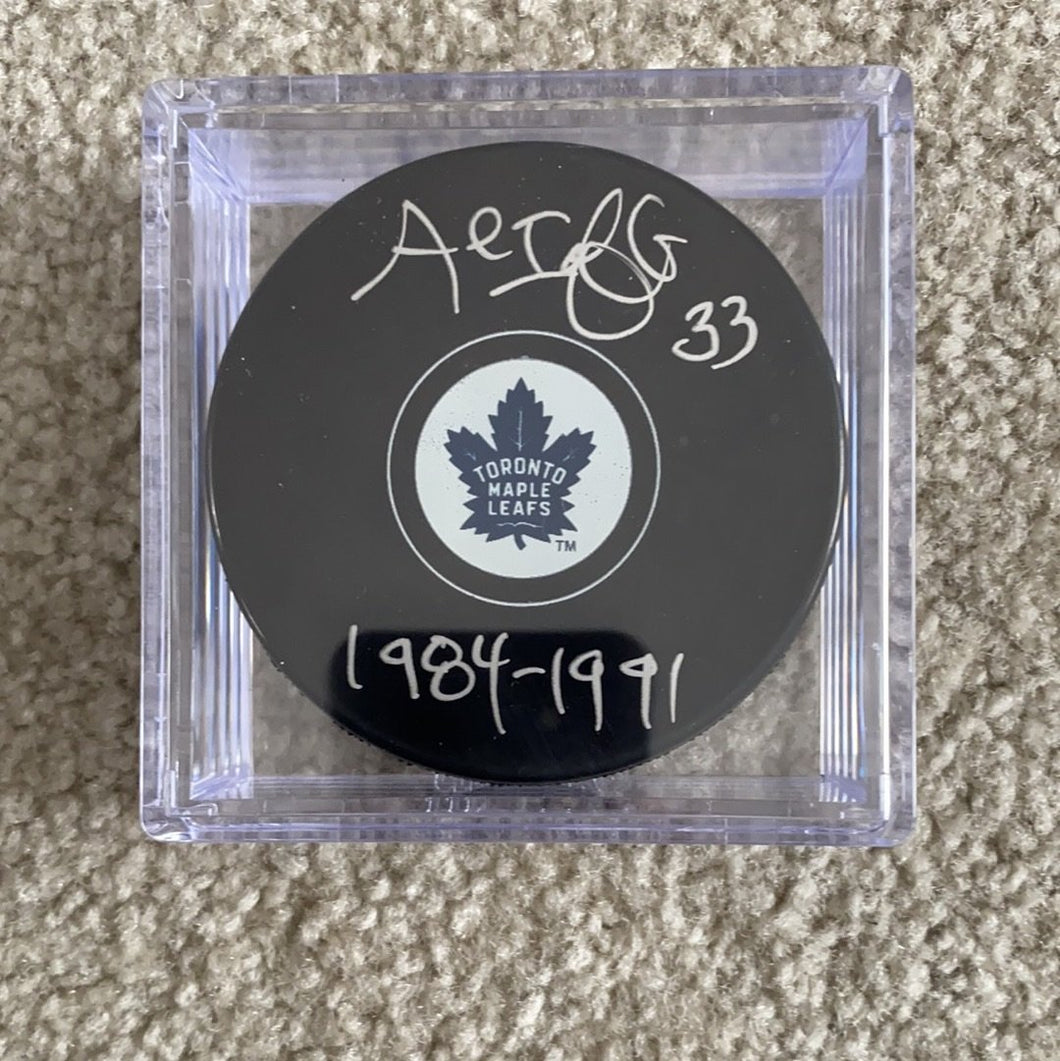 33
TORONTO
MAPLE
LEAFS
TM
1984-1991